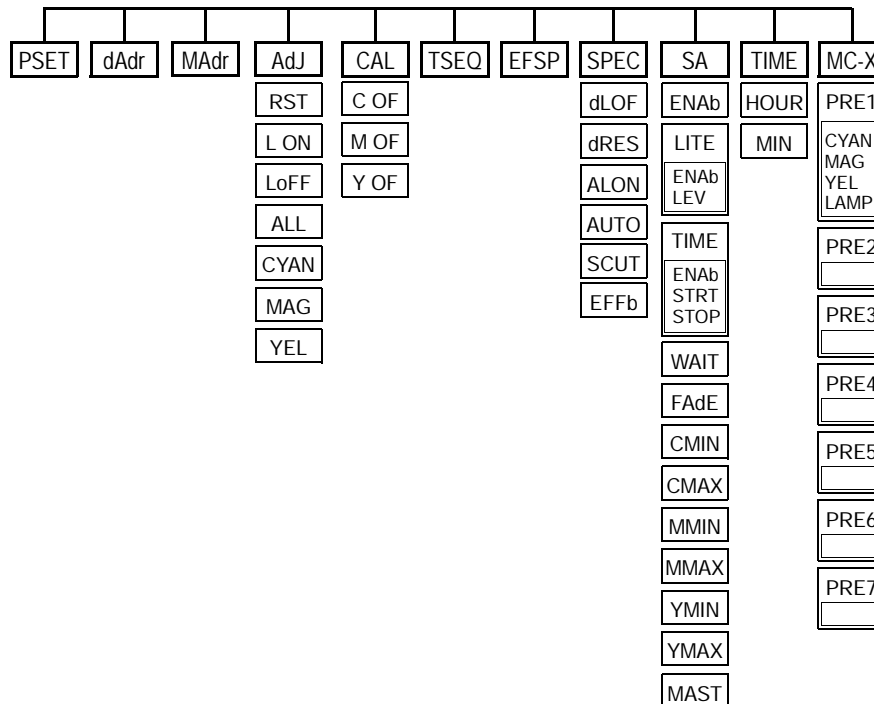 PSET dAdr MAdr AdJ CAL TSEQ EFSP SPEC SA TIME MC-X
RST
L ON
LoFF
ALL
CYAN
MAG
YEL
C OF
M OF
Y OF
dLOF
dRES
ALON
AUTO
SCUT
EFFb
ENAb
LITE
ENAb
LEV
TIME
ENAb
STRT
STOP
WAIT
FAdE
CMIN
CMAX
MMIN
MMAX
YMIN
YMAX
MAST
HOUR
MIN
PRE1
CYAN
MAG
YEL
LAMP
PRE2
PRE3
PRE4
PRE5
PRE6
PRE7